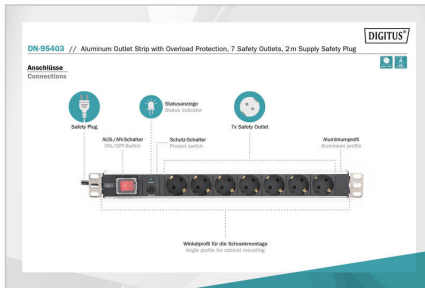 DIGITUS®
DN-95403 // Aluminum Outlet Strip with Overload Protection, 7 Safety Outlets, 2 m Supply Safety Plug
Anschlüsse
Connections
Statusanzeige
Status indicator
Safety Plug
7x Safety Outlet
AUS-/AN-Schalter
ON-/OFF-Switch
Schutz-Schalter
Protect switch
Aluminiumprofil
Aluminium profile
Winkelprofil für die Schrankmontage
Angle profile for cabinet mounting